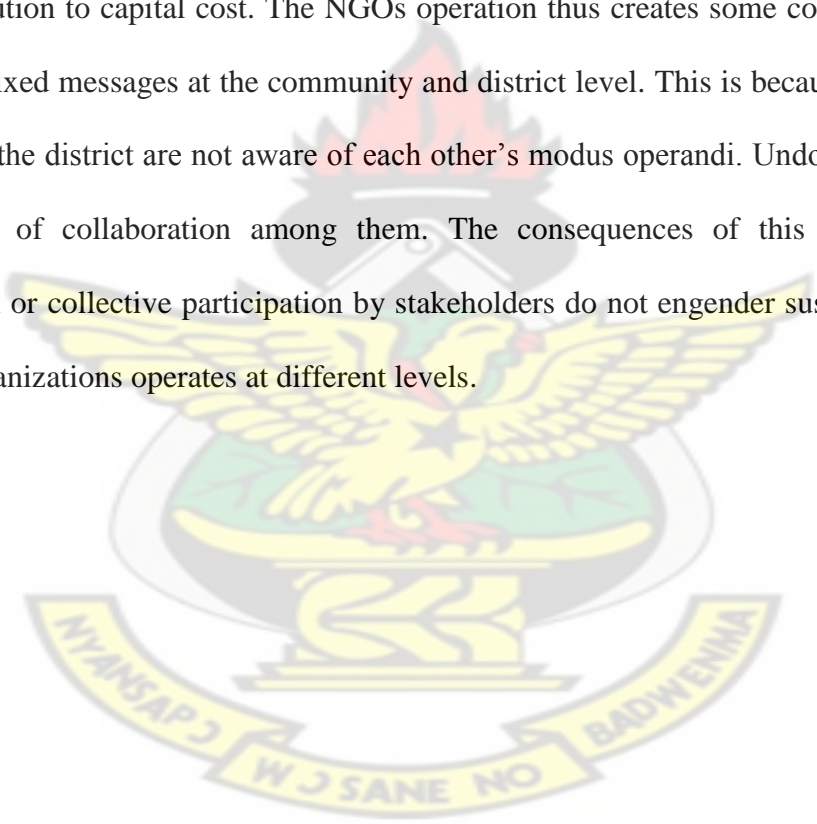 ution to capital cost. The NGOs operation thus creates some co
ixed messages at the community and district level. This is becau
the district are not aware of each other's modus operandi. Undo
of collaboration among them. The consequences of this
or collective participation by stakeholders do not engender sus
anizations operates at different levels.
NYANSAPƆ
WƆSANE NO
BADWENMA